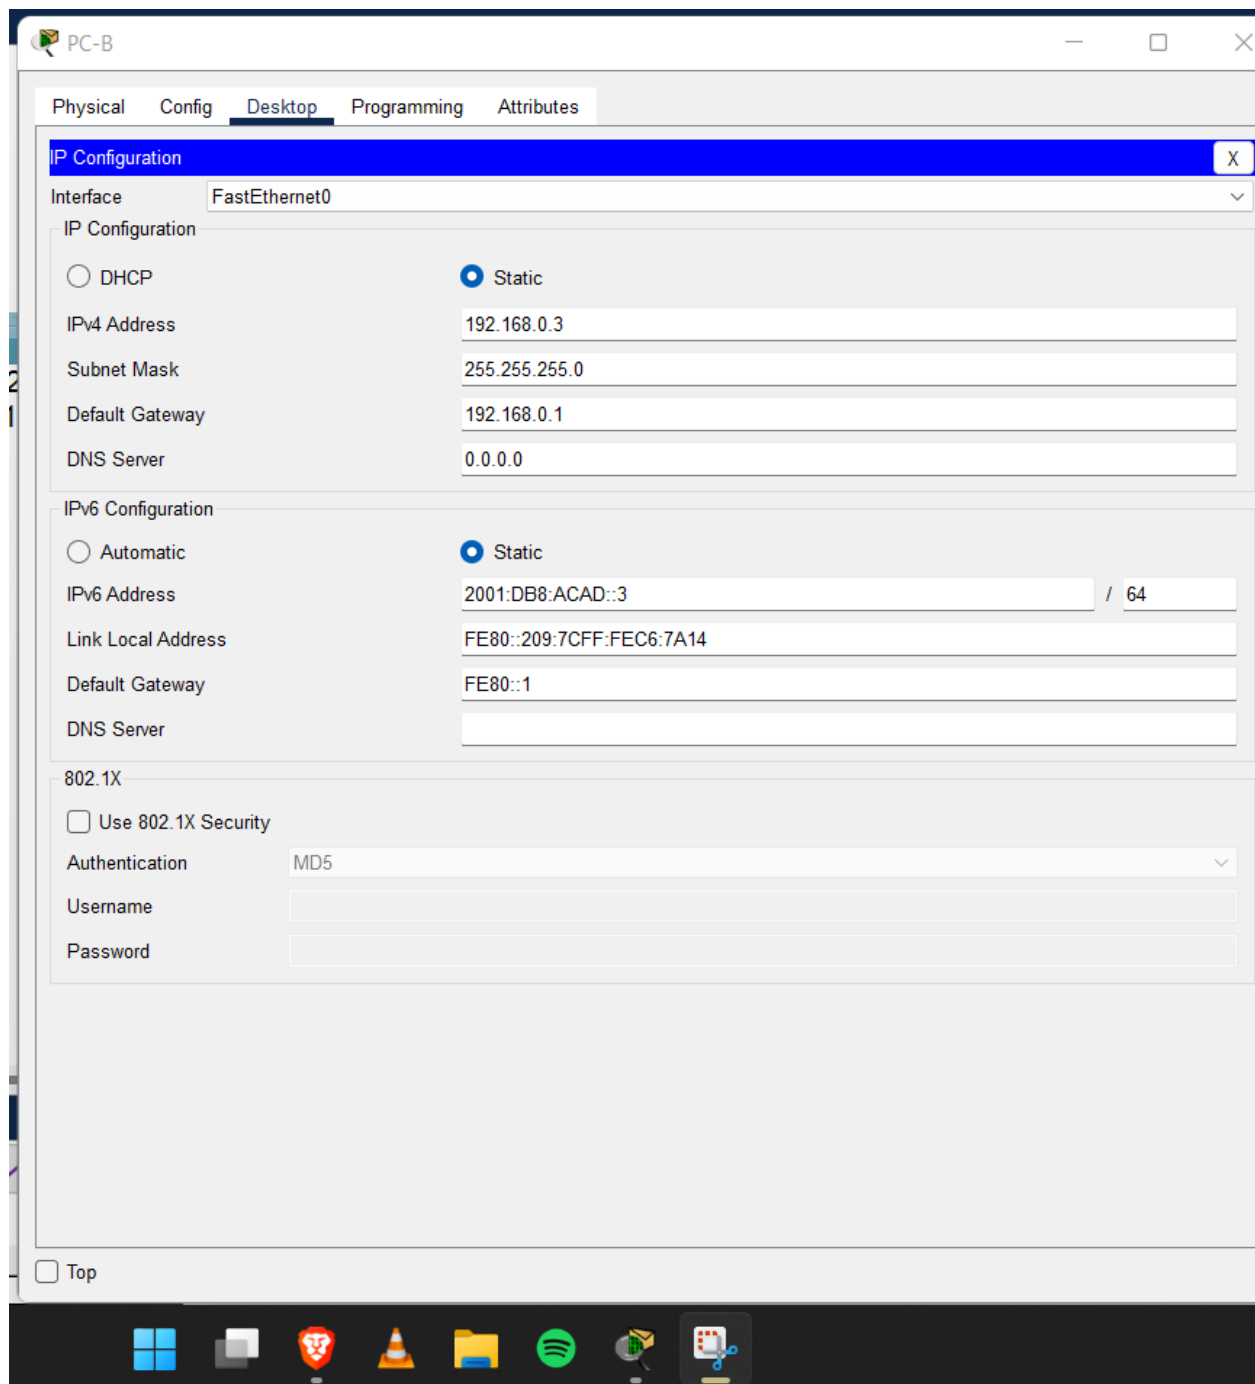 PC-B
Physical Config Desktop Programming Attributes
IP Configuration X
Interface FastEthernet0
IP Configuration
DHCP Static
IPv4 Address 192.168.0.3
Subnet Mask 255.255.255.0
Default Gateway 192.168.0.1
DNS Server 0.0.0.0
IPv6 Configuration
Automatic Static
IPv6 Address 2001:DB8:ACAD::3 / 64
Link Local Address FE80::209:7CFF:FEC6:7A14
Default Gateway FE80::1
DNS Server
802.1X
Use 802.1X Security
Authentication MD5
Username
Password
Top